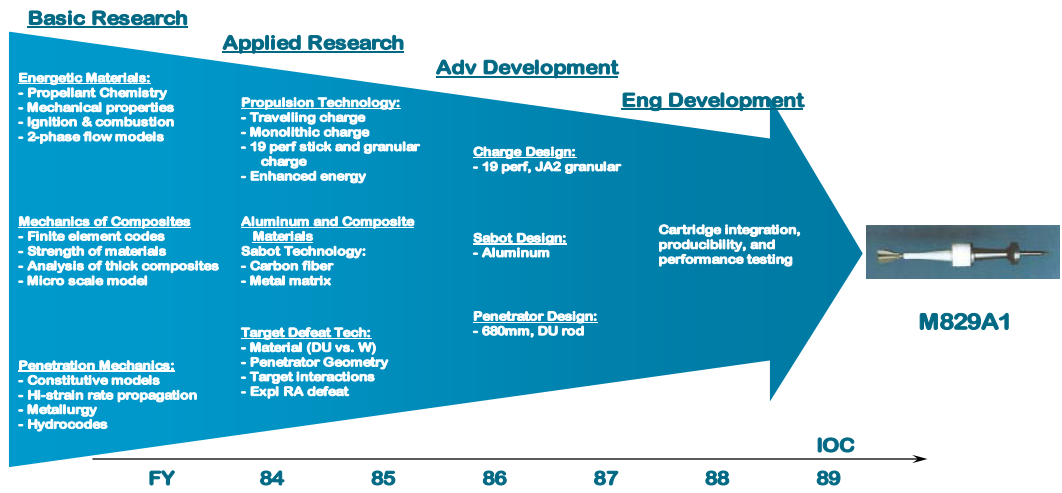 Basic Research
Applied Research
Adv Development
Eng Development
Energetic Materials:
- Propellant Chemistry
- Mechanical properties
- Ignition & combustion
- 2-phase flow models
Mechanics of Composites
- Finite element codes
- Strength of materials
- Analysis of thick composites
- Micro scale model
Penetration Mechanics:
- Constitutive models
- Hi-strain rate propagation
- Metallurgy
- Hydrocodes
Propulsion Technology:
- Travelling charge
- Monolithic charge
- 19 perf stick and granular
charge
- Enhanced energy
Aluminum and Composite
Materials
Sabot Technology:
- Carbon fiber
- Metal matrix
Target Defeat Tech:
- Material (DU vs. W)
- Penetrator Geometry
- Target interactions
- Expl RA defeat
Charge Design:
- 19 perf, JA2 granular
Sabot Design:
- Aluminum
Penetrator Design:
- 680mm, DU rod
Cartridge integration,
producibility, and
performance testing
M829A1
IOC
FY 84 85 86 87 88 89